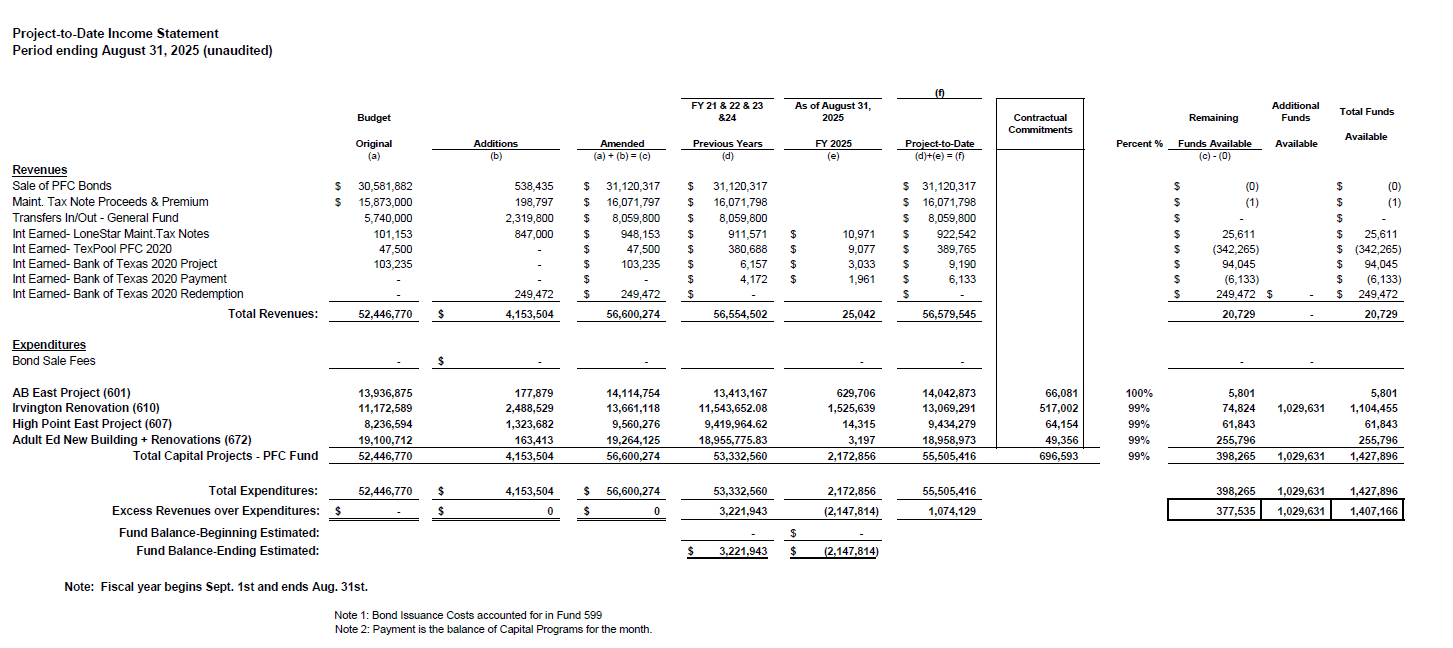 Project-to-Date Income Statement
Period ending August 31, 2025 (unaudited)
(f)
FY 21 & 22 & 23 &24 As of August 31, 2025 Additional Funds Total Funds
Budget Contractual Commitments Remaining Available
Original Additions Amended Previous Years FY 2025 Project-to-Date Percent % Funds Available Available
(a) (b) (a) + (b) = (c) (d) (e) (d)+(e) = (f) (c) - (0)
Revenues
Sale of PFC Bonds $ 30,581,882 538,435 $ 31,120,317 $ 31,120,317 $ 31,120,317 $ (0) $ (0)
Maint. Tax Note Proceeds & Premium $ 15,873,000 198,797 $ 16,071,797 $ 16,071,798 $ 16,071,798 $ (1) $ (1)
Transfers In/Out - General Fund 5,740,000 2,319,800 $ 8,059,800 $ 8,059,800 $ 8,059,800 $ - $ -
Int Earned- LoneStar Maint.Tax Notes 101,153 847,000 $ 948,153 $ 911,571 $ 10,971 $ 922,542 $ 25,611 $ 25,611
Int Earned- TexPool PFC 2020 47,500 - $ 47,500 $ 380,688 $ 9,077 $ 389,765 $ (342,265) $ (342,265)
Int Earned- Bank of Texas 2020 Project 103,235 - $ 103,235 $ 6,157 $ 3,033 $ 9,190 $ 94,045 $ 94,045
Int Earned- Bank of Texas 2020 Payment - - $ - $ 4,172 $ 1,961 $ 6,133 $ (6,133) $ (6,133)
Int Earned- Bank of Texas 2020 Redemption - 249,472 $ 249,472 $ - $ - $ 249,472 $ - $ 249,472
Total Revenues: 52,446,770 $ 4,153,504 56,600,274 56,554,502 25,042 56,579,545 20,729 - 20,729
Expenditures
Bond Sale Fees - $ - - - - - -
AB East Project (601) 13,936,875 177,879 14,114,754 13,413,167 629,706 14,042,873 66,081 100% 5,801 5,801
Irvington Renovation (610) 11,172,589 2,488,529 13,661,118 11,543,652.08 1,525,639 13,069,291 517,002 99% 74,824 1,029,631 1,104,455
High Point East Project (607) 8,236,594 1,323,682 9,560,276 9,419,964.62 14,315 9,434,279 64,154 99% 61,843 61,843
Adult Ed New Building + Renovations (672) 19,100,712 163,413 19,264,125 18,955,775.83 3,197 18,958,973 49,356 99% 255,796 255,796
Total Capital Projects - PFC Fund 52,446,770 4,153,504 56,600,274 53,332,560 2,172,856 55,505,416 696,593 99% 398,265 1,029,631 1,427,896
Total Expenditures: 52,446,770 $ 4,153,504 $ 56,600,274 53,332,560 2,172,856 55,505,416 398,265 1,029,631 1,427,896
Excess Revenues over Expenditures: $ - $ 0 $ 0 3,221,943 (2,147,814) 1,074,129 377,535 1,029,631 1,407,166
Fund Balance-Beginning Estimated: - $ -
Fund Balance-Ending Estimated: $ 3,221,943 $ (2,147,814)
Note: Fiscal year begins Sept. 1st and ends Aug. 31st.
Note 1: Bond Issuance Costs accounted for in Fund 599
Note 2: Payment is the balance of Capital Programs for the month.